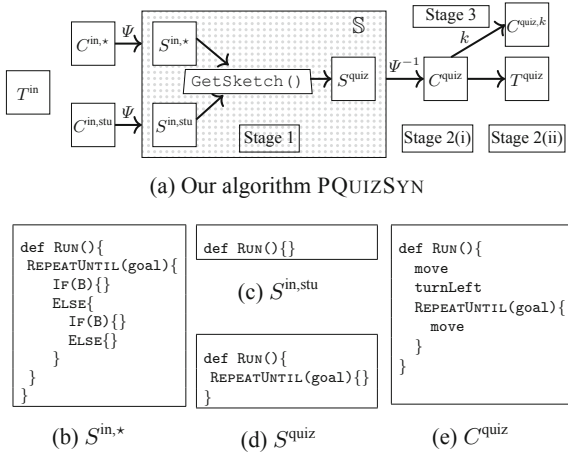 T^in
C^in,⋆ Ψ S^in,⋆
C^in,stu Ψ S^in,stu
GetSketch()
Stage 1
𝕊
S^quiz
Ψ^−1
C^quiz
Stage 3
k
C^quiz,k
T^quiz
Stage 2(i)
Stage 2(ii)
(a) Our algorithm PQUIZSYN
def RUN(){
REPEATUNTIL(goal){
IF(B){}
ELSE{
IF(B){}
ELSE{}
}
}
}
(b) S^in,⋆
def RUN(){}
(c) S^in,stu
def RUN(){
REPEATUNTIL(goal){}
}
(d) S^quiz
def RUN(){
move
turnLeft
REPEATUNTIL(goal){
move
}
}
(e) C^quiz